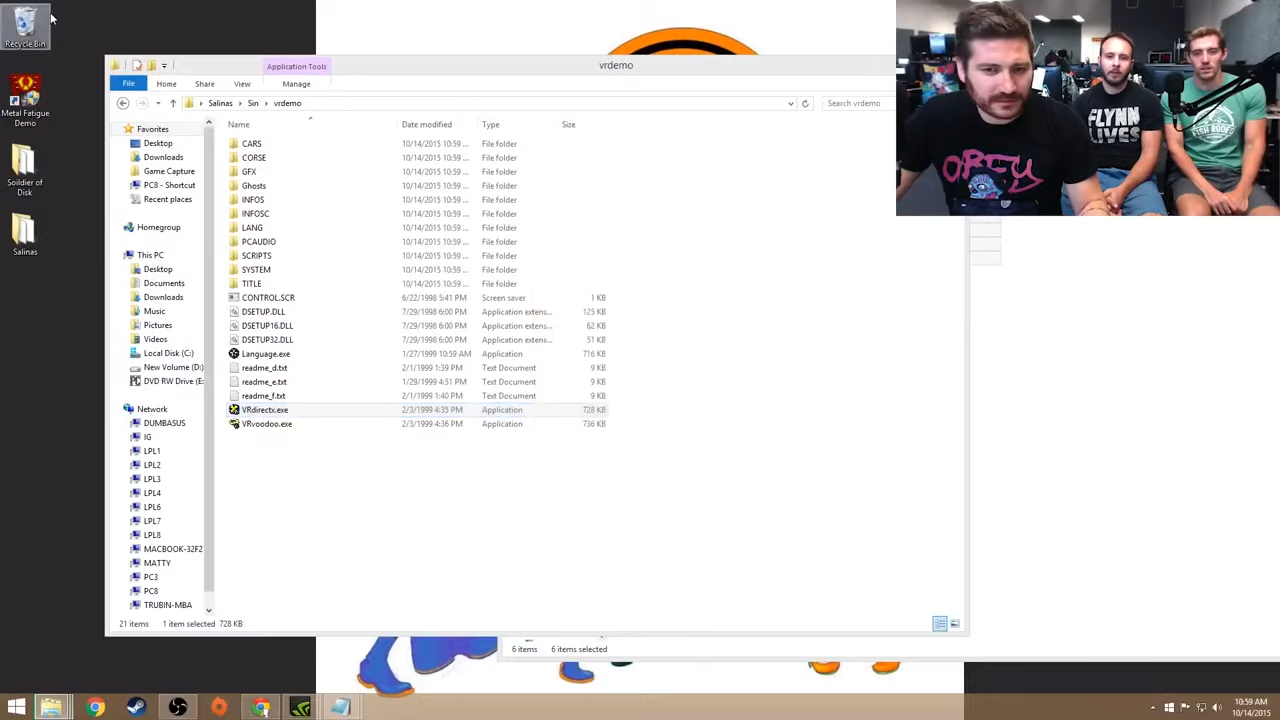 Recycle Bin
Metal Fatigue
Demo
Soildier of
Disk
Salinas
Application Tools
vrdemo
File
Home
Share
View
Manage
Salinas
Sin
vrdemo
Search vrdemo
Favorites
Desktop
Downloads
Game Capture
PC8 - Shortcut
Recent places
Homegroup
This PC
Desktop
Documents
Downloads
Music
Pictures
Videos
Local Disk (C:)
New Volume (D:)
DVD RW Drive (E:
Network
DUMBASUS
IG
LPL1
LPL2
LPL3
LPL4
LPL6
LPL7
LPL8
MACBOOK-32F2
MATTY
PC3
PC8
TRUBIN-MBA
Name Date modified Type Size
CARS 10/14/2015 10:59 ... File folder
CORSE 10/14/2015 10:59 ... File folder
GFX 10/14/2015 10:59 ... File folder
Ghosts 10/14/2015 10:59 ... File folder
INFOS 10/14/2015 10:59 ... File folder
INFOSC 10/14/2015 10:59 ... File folder
LANG 10/14/2015 10:59 ... File folder
PCAUDIO 10/14/2015 10:59 ... File folder
SCRIPTS 10/14/2015 10:59 ... File folder
SYSTEM 10/14/2015 10:59 ... File folder
TITLE 10/14/2015 10:59 ... File folder
CONTROL.SCR 6/22/1998 5:41 PM Screen saver 1 KB
DSETUP.DLL 7/29/1998 6:00 PM Application extens... 125 KB
DSETUP16.DLL 7/29/1998 6:00 PM Application extens... 62 KB
DSETUP32.DLL 7/29/1998 6:00 PM Application extens... 51 KB
Language.exe 1/27/1999 10:59 AM Application 716 KB
readme_d.txt 2/1/1999 1:39 PM Text Document 9 KB
readme_e.txt 1/29/1999 4:51 PM Text Document 9 KB
readme_f.txt 2/1/1999 1:40 PM Text Document 9 KB
VRdirectx.exe 2/3/1999 4:35 PM Application 728 KB
VRvoodoo.exe 2/3/1999 4:36 PM Application 736 KB
21 items 1 item selected 728 KB
6 items 6 items selected
FLYNN
LIVES
10:59 AM
10/14/2015